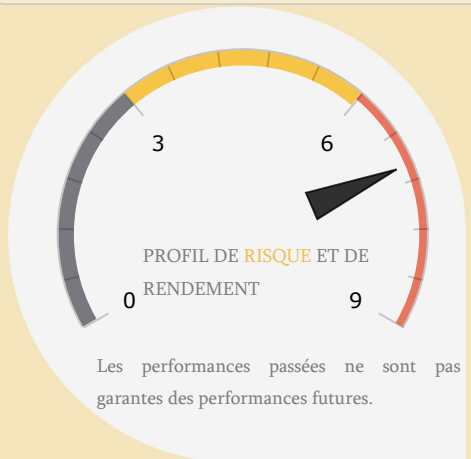 3
6
PROFIL DE RISQUE ET DE
RENDEMENT
0
9
Les performances passées ne sont pas
garantes des performances futures.